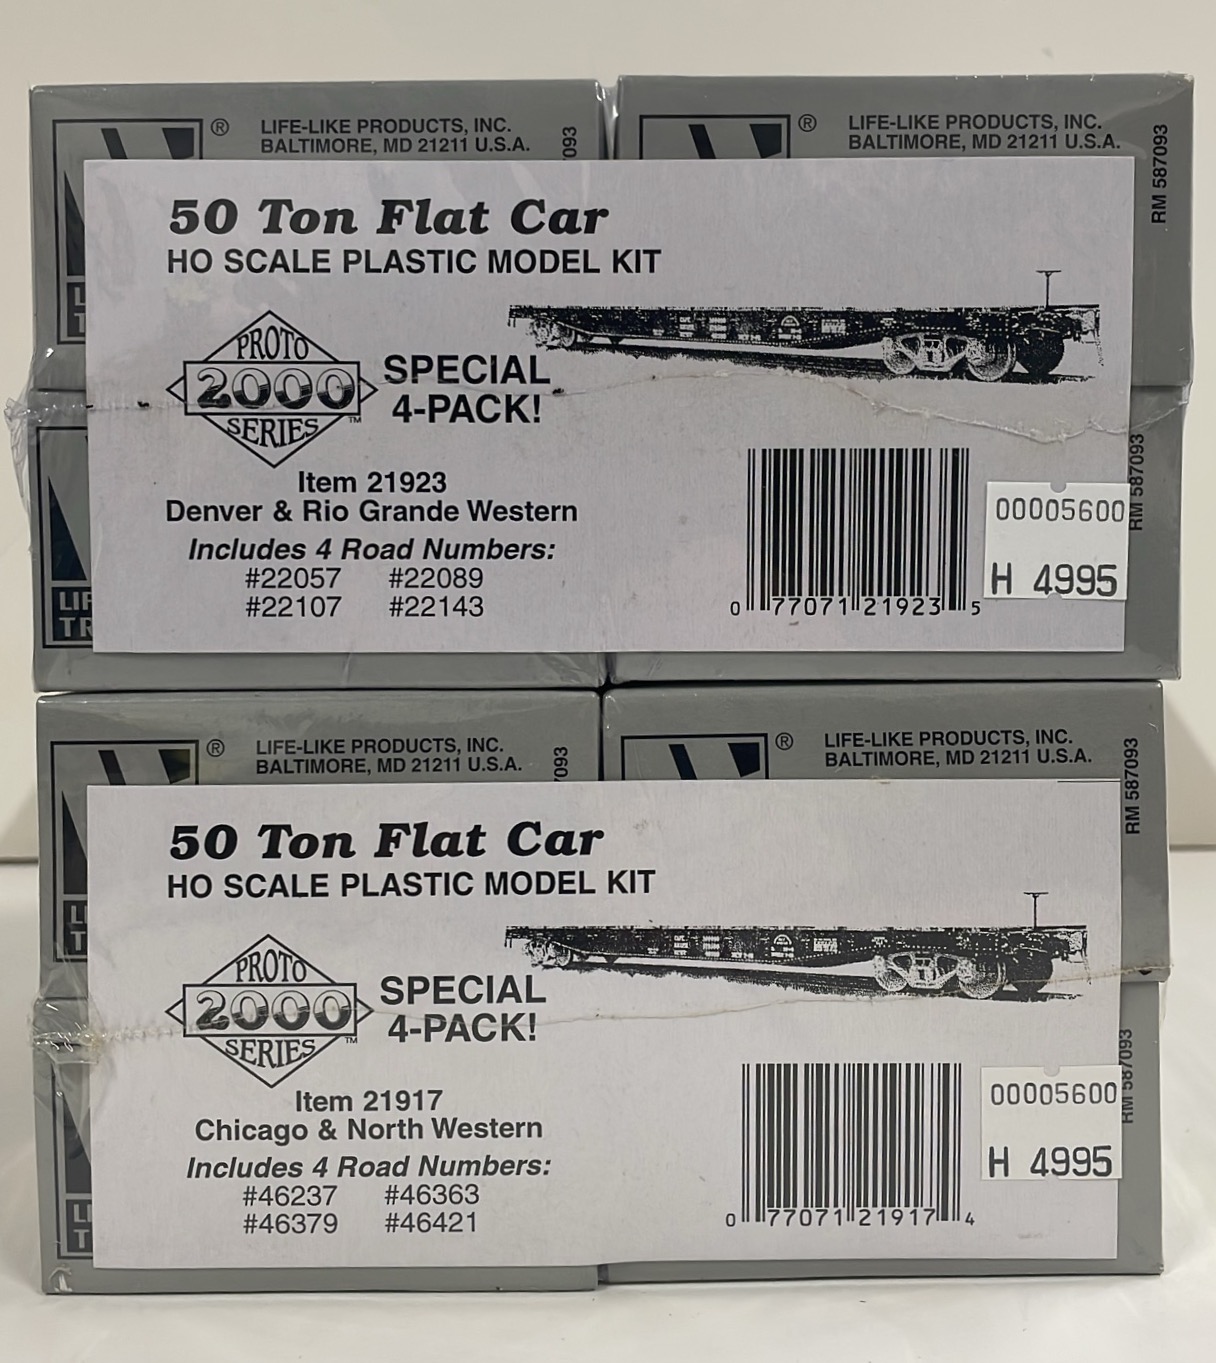 ® LIFE-LIKE PRODUCTS, INC.
BALTIMORE, MD 21211 U.S.A.
® LIFE-LIKE PRODUCTS, INC.
BALTIMORE, MD 21211 U.S.A.
RM 587093
50 Ton Flat Car
HO SCALE PLASTIC MODEL KIT
PROTO
2000
SERIES™
SPECIAL
4-PACK!
Item 21923
Denver & Rio Grande Western
Includes 4 Road Numbers:
#22057 #22089
#22107 #22143
0 77071 21923 5
00005600
H 4995
RM 587093
® LIFE-LIKE PRODUCTS, INC.
BALTIMORE, MD 21211 U.S.A.
® LIFE-LIKE PRODUCTS, INC.
BALTIMORE, MD 21211 U.S.A.
RM 587093
50 Ton Flat Car
HO SCALE PLASTIC MODEL KIT
PROTO
2000
SERIES™
SPECIAL
4-PACK!
Item 21917
Chicago & North Western
Includes 4 Road Numbers:
#46237 #46363
#46379 #46421
0 77071 21917 4
00005600
H 4995
RM 587093